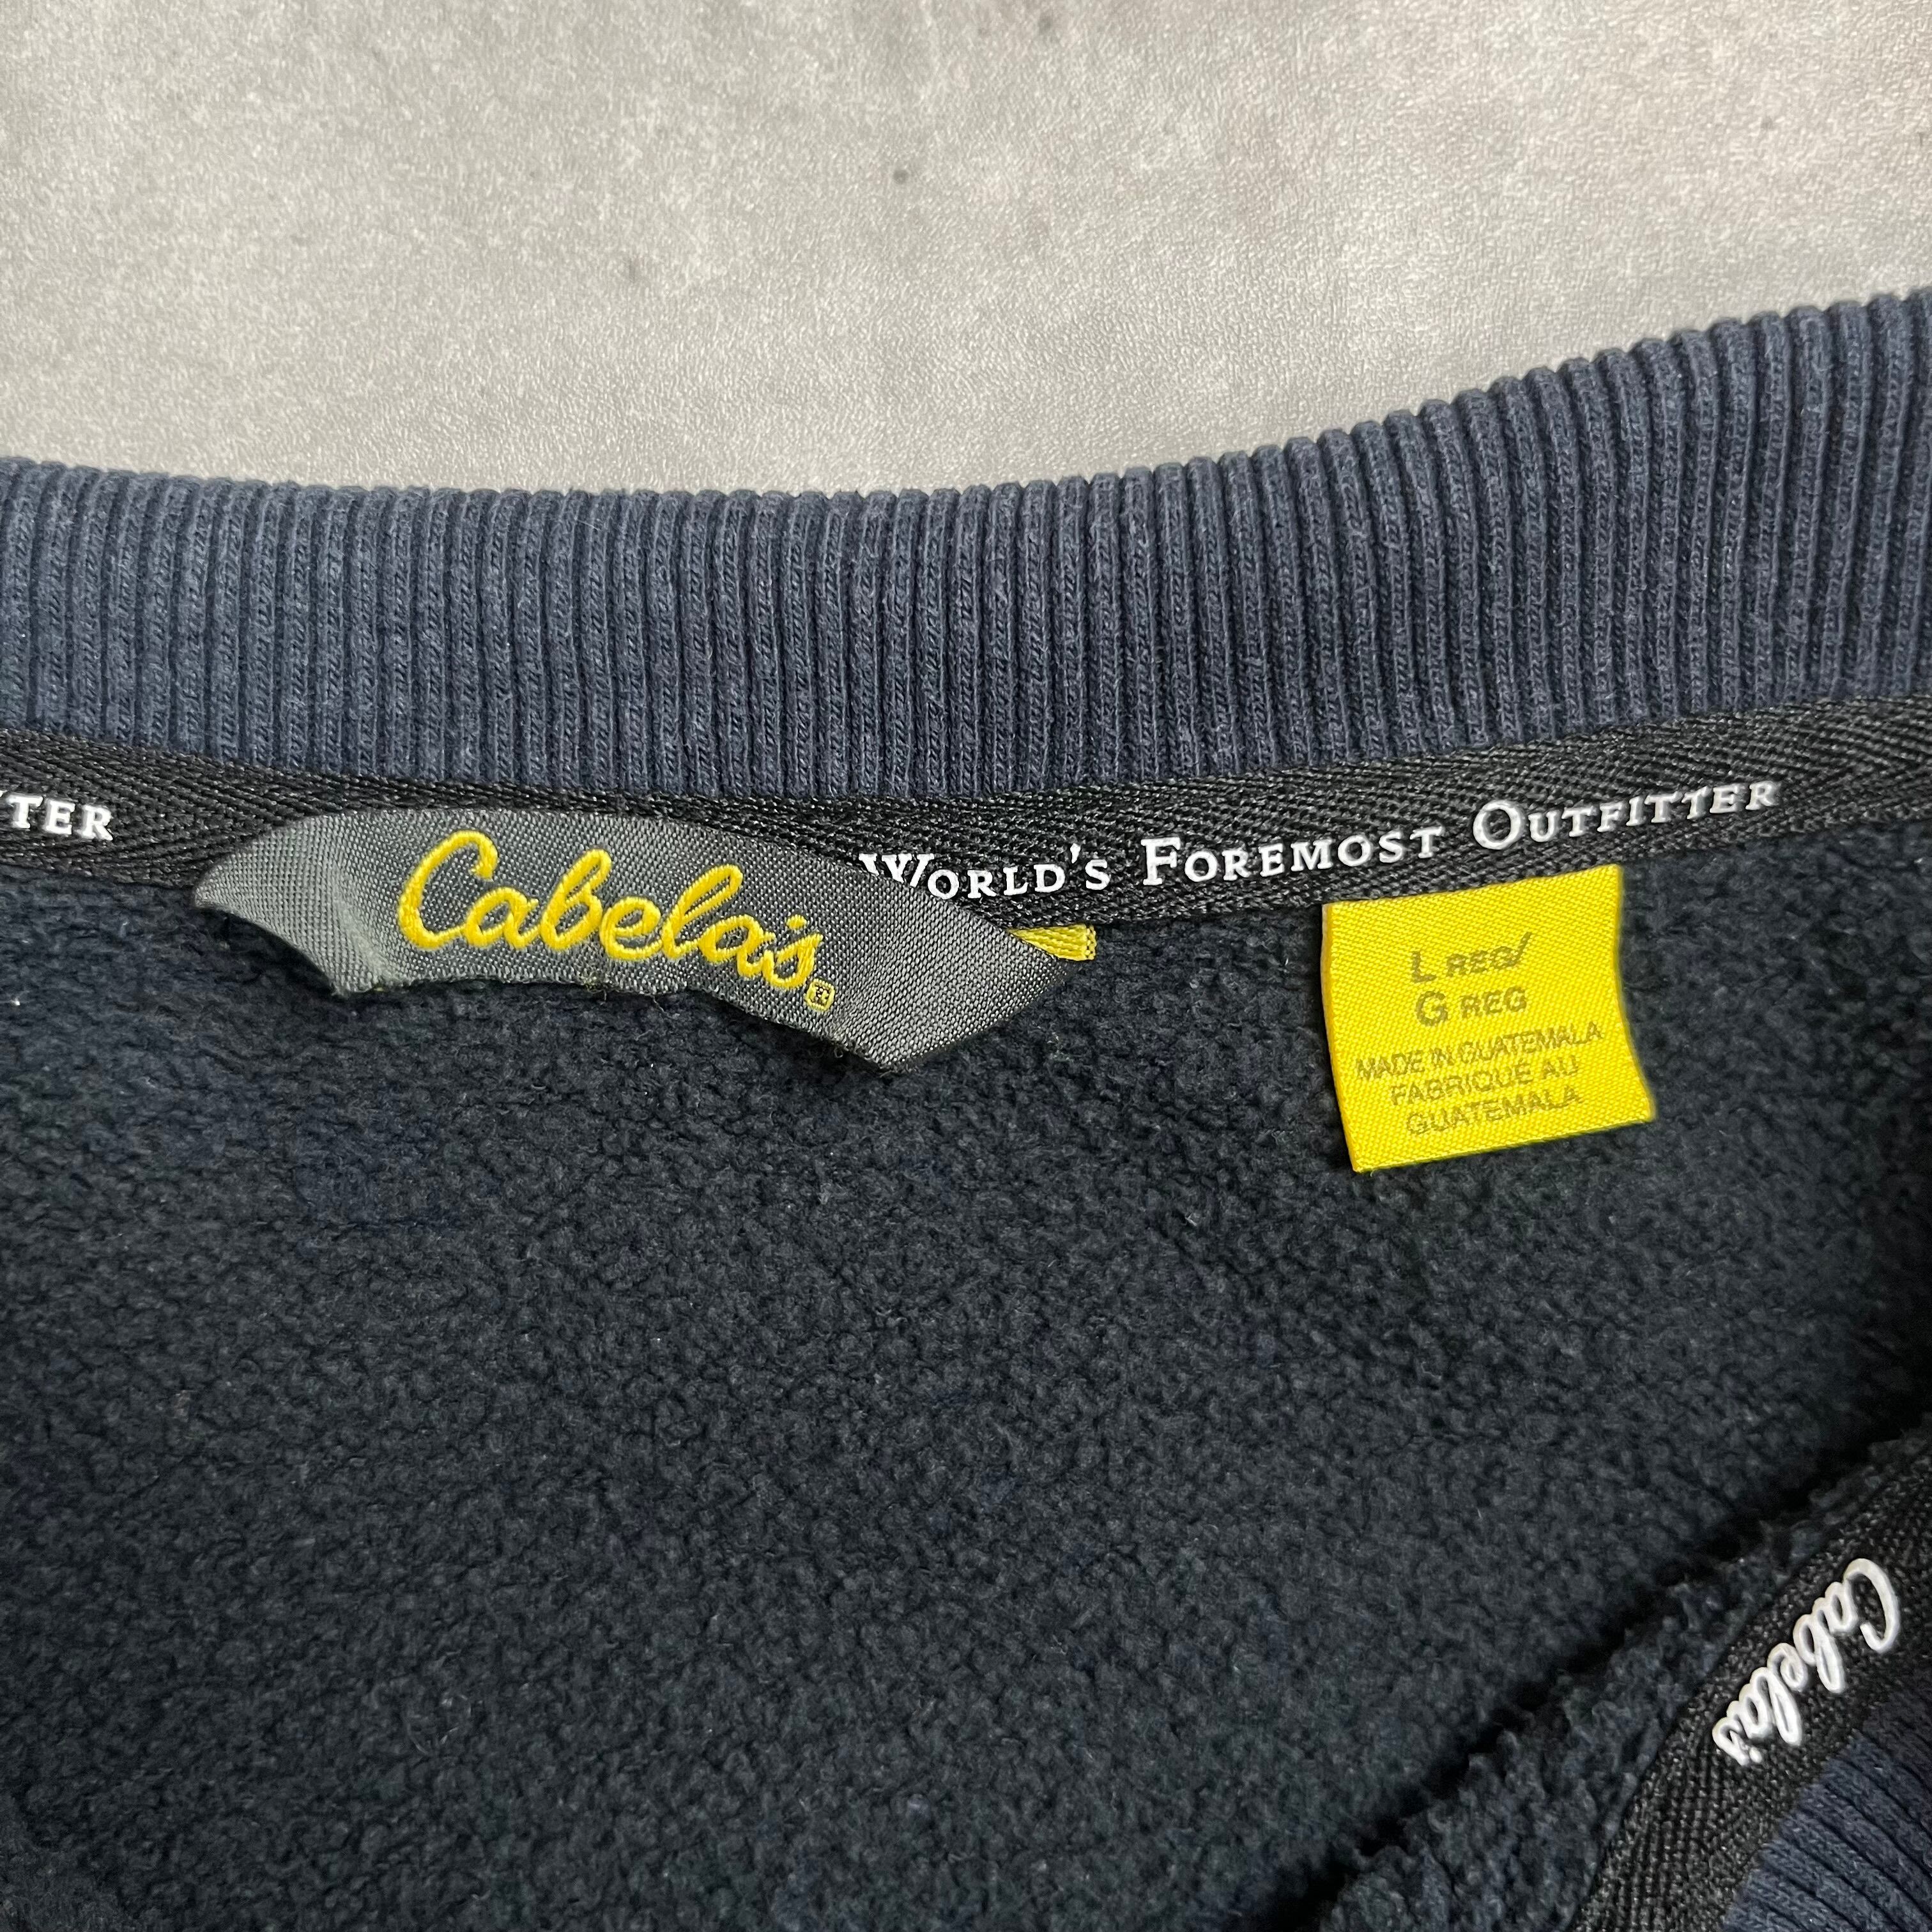 TER
Cabela's®
WORLD'S FOREMOST OUTFITTER
L REG/
G REG
MADE IN GUATEMALA
FABRIQUE AU
GUATEMALA
Cabela's